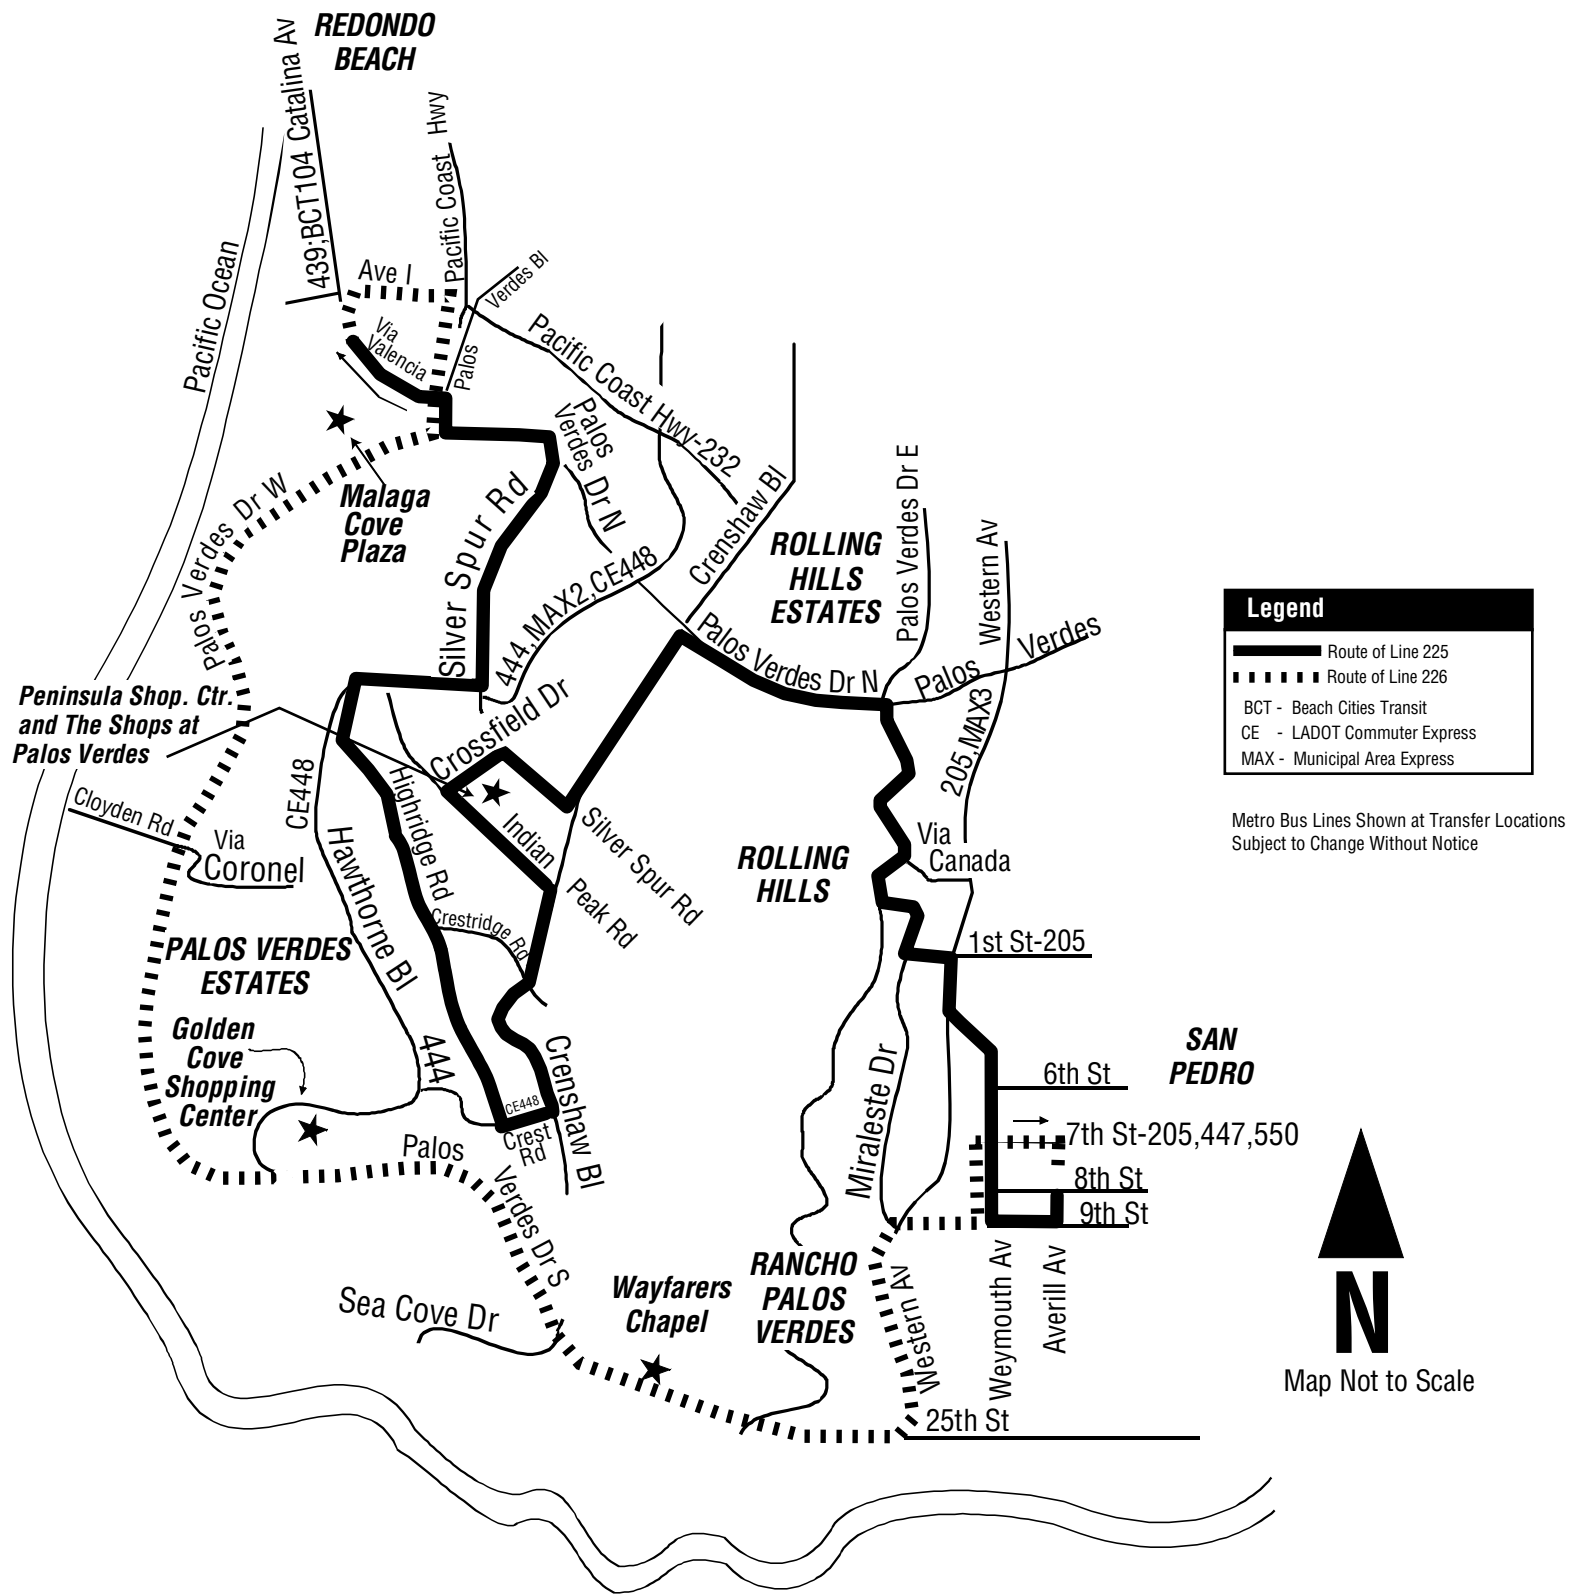 REDONDO
BEACH
439;BCT104 Catalina Av
Pacific Coast Hwy
Pacific Ocean
Ave I
Verdes Bl
Palos
Via
Valencia
Pacific Coast Hwy-232
Palos
Verdes Dr N
Palos Verdes Dr W
Malaga
Cove
Plaza
Silver Spur Rd
444,MAX2,CE448
Crenshaw Bl
ROLLING
HILLS
ESTATES
Palos Verdes Dr E
Western Av
Palos Verdes Dr N
Palos Verdes
205,MAX3
Legend
Route of Line 225
Route of Line 226
BCT - Beach Cities Transit
CE - LADOT Commuter Express
MAX - Municipal Area Express
Metro Bus Lines Shown at Transfer Locations
Subject to Change Without Notice
Peninsula Shop. Ctr.
and The Shops at
Palos Verdes
Crossfield Dr
CE448
Highridge Rd
Indian
Peak Rd
Silver Spur Rd
Cloyden Rd
Via
Coronel
Hawthorne Bl
Crestridge Rd
ROLLING
HILLS
Via
Canada
1st St-205
PALOS VERDES
ESTATES
Golden
Cove
Shopping
Center
444
CE448
Crest
Rd
Crenshaw Bl
SAN
PEDRO
6th St
7th St-205,447,550
8th St
9th St
Miraleste Dr
Palos
Verdes Dr S
Sea Cove Dr
Wayfarers
Chapel
RANCHO
PALOS
VERDES
Western Av
Weymouth Av
Averill Av
25th St
N
Map Not to Scale